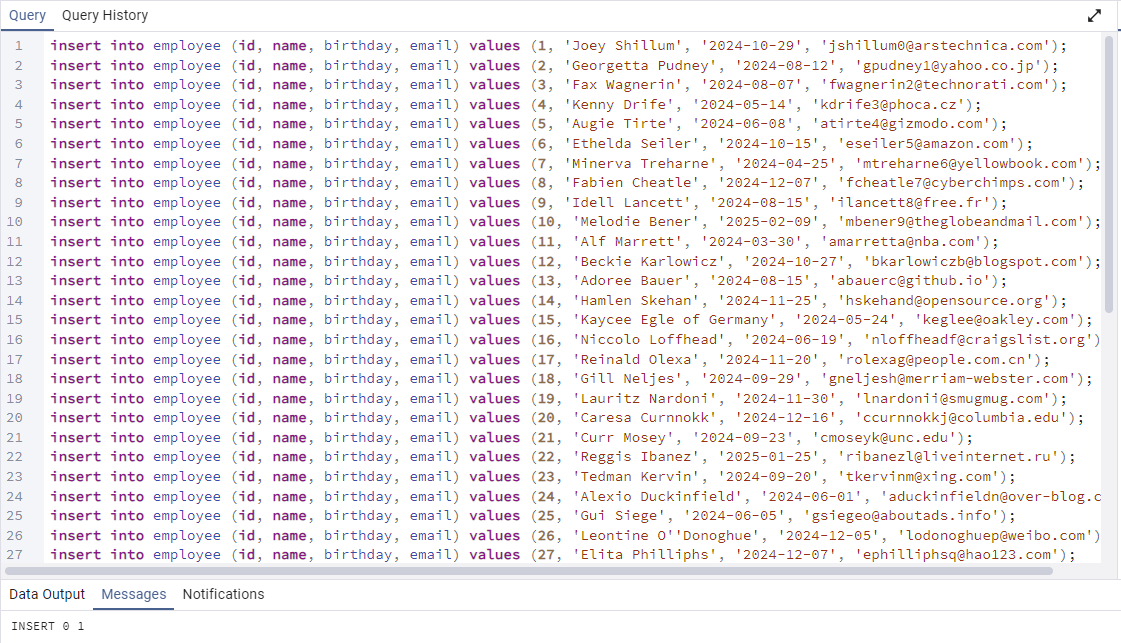 Query Query History
1 insert into employee (id, name, birthday, email) values (1, 'Joey Shillum', '2024-10-29', 'jshillum0@arstechnica.com');
2 insert into employee (id, name, birthday, email) values (2, 'Georgetta Pudney', '2024-08-12', 'gpudney1@yahoo.co.jp');
3 insert into employee (id, name, birthday, email) values (3, 'Fax Wagnerin', '2024-08-07', 'fwagnerin2@technorati.com');
4 insert into employee (id, name, birthday, email) values (4, 'Kenny Drife', '2024-05-14', 'kdrife3@phoca.cz');
5 insert into employee (id, name, birthday, email) values (5, 'Augie Tirte', '2024-06-08', 'atirte4@gizmodo.com');
6 insert into employee (id, name, birthday, email) values (6, 'Ethelda Seiler', '2024-10-15', 'eseiler5@amazon.com');
7 insert into employee (id, name, birthday, email) values (7, 'Minerva Treharne', '2024-04-25', 'mtreharne6@yellowbook.com');
8 insert into employee (id, name, birthday, email) values (8, 'Fabien Cheatle', '2024-12-07', 'fcheatle7@cyberchimps.com');
9 insert into employee (id, name, birthday, email) values (9, 'Idell Lancett', '2024-08-15', 'ilancett8@free.fr');
10 insert into employee (id, name, birthday, email) values (10, 'Melodie Bener', '2025-02-09', 'mbener9@theglobeandmail.com');
11 insert into employee (id, name, birthday, email) values (11, 'Alf Marrett', '2024-03-30', 'amarretta@nba.com');
12 insert into employee (id, name, birthday, email) values (12, 'Beckie Karlowicz', '2024-10-27', 'bkarlowiczb@blogspot.com');
13 insert into employee (id, name, birthday, email) values (13, 'Adoree Bauer', '2024-08-15', 'abauerc@github.io');
14 insert into employee (id, name, birthday, email) values (14, 'Hamlen Skehan', '2024-11-25', 'hskehand@opensource.org');
15 insert into employee (id, name, birthday, email) values (15, 'Kaycee Egle of Germany', '2024-05-24', 'keglee@oakley.com');
16 insert into employee (id, name, birthday, email) values (16, 'Niccolo Loffhead', '2024-06-19', 'nloffheadf@craigslist.org')
17 insert into employee (id, name, birthday, email) values (17, 'Reinald Olexa', '2024-11-20', 'rolexag@people.com.cn');
18 insert into employee (id, name, birthday, email) values (18, 'Gill Neljes', '2024-09-29', 'gneljesh@merriam-webster.com');
19 insert into employee (id, name, birthday, email) values (19, 'Lauritz Nardoni', '2024-11-30', 'lnardonii@smugmug.com');
20 insert into employee (id, name, birthday, email) values (20, 'Caresa Curnnokk', '2024-12-16', 'ccurnnokkj@columbia.edu');
21 insert into employee (id, name, birthday, email) values (21, 'Curr Mosey', '2024-09-23', 'cmoseyk@unc.edu');
22 insert into employee (id, name, birthday, email) values (22, 'Reggis Ibanez', '2025-01-25', 'ribanezl@liveinternet.ru');
23 insert into employee (id, name, birthday, email) values (23, 'Tedman Kervin', '2024-09-20', 'tkervinm@xing.com');
24 insert into employee (id, name, birthday, email) values (24, 'Alexio Duckinfield', '2024-06-01', 'aduckinfieldn@over-blog.c
25 insert into employee (id, name, birthday, email) values (25, 'Gui Siege', '2024-06-05', 'gsiegeo@aboutads.info');
26 insert into employee (id, name, birthday, email) values (26, 'Leontine O''Donoghue', '2024-12-05', 'lodonoghuep@weibo.com')
27 insert into employee (id, name, birthday, email) values (27, 'Elita Philliphs', '2024-12-07', 'ephilliphsq@hao123.com');
Data Output Messages Notifications
INSERT 0 1